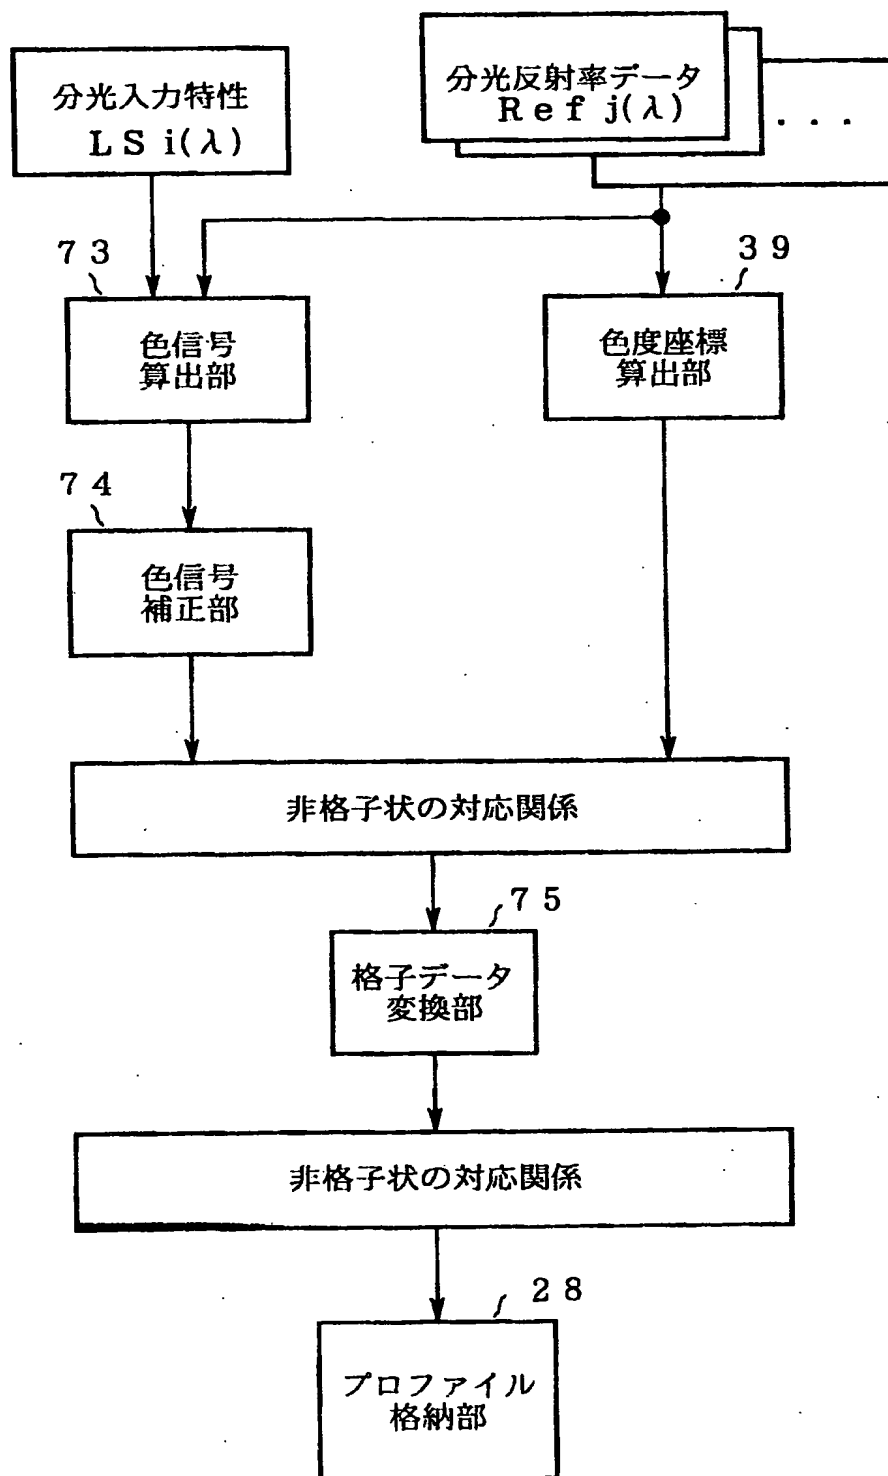 分光入力特性
LSi(λ)
分光反射率データ
Refj(λ)
...
73
39
色信号
算出部
色度座標
算出部
74
色信号
補正部
非格子状の対応関係
75
格子データ
変換部
非格子状の対応関係
28
プロファイル
格納部